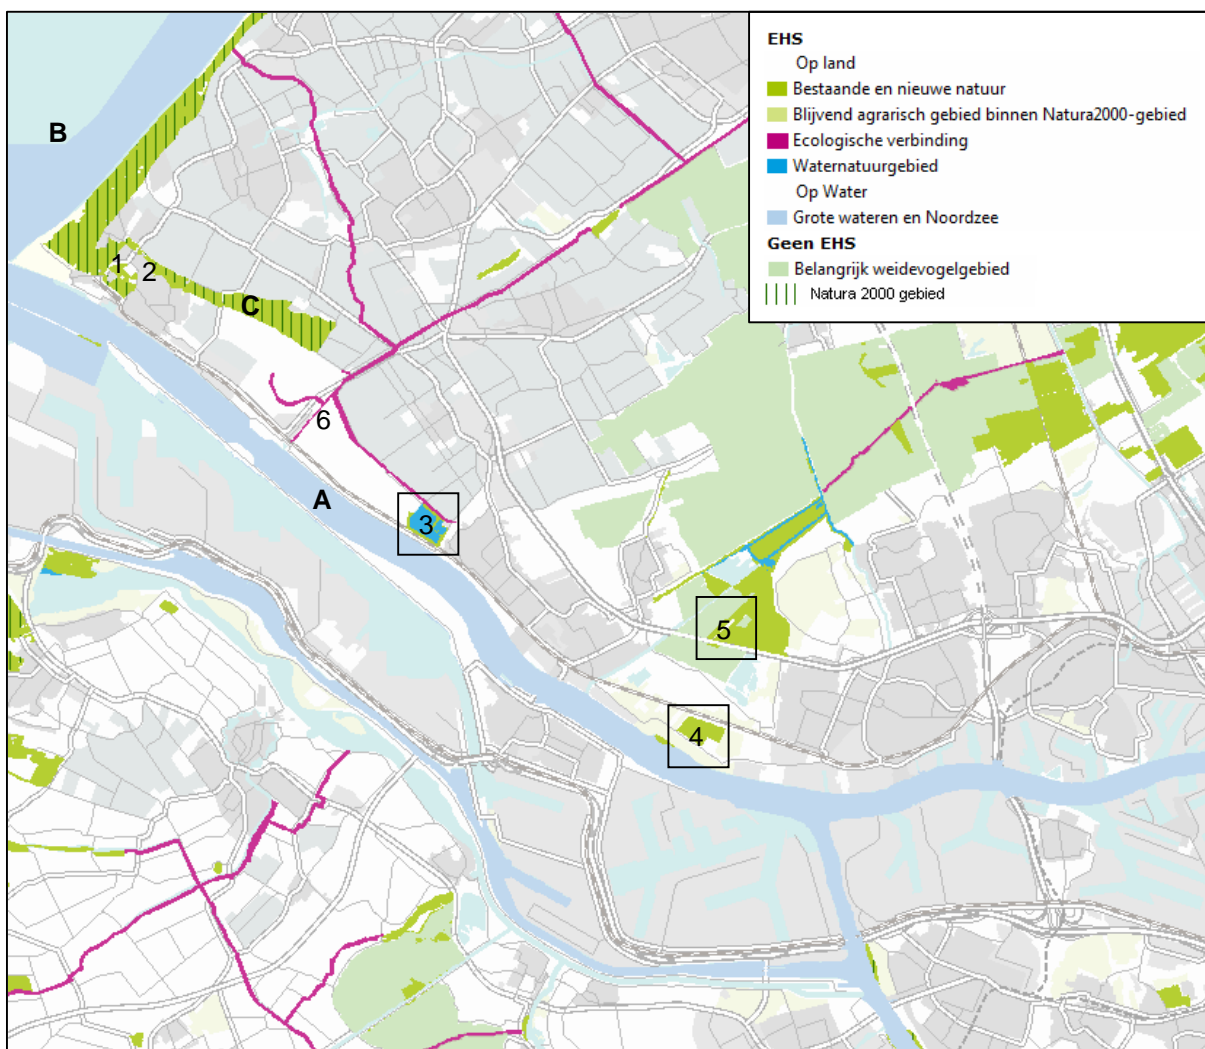 EHS
Op land
Bestaande en nieuwe natuur
Blijvend agrarisch gebied binnen Natura2000-gebied
Ecologische verbinding
Waternatuurgebied
Op Water
Grote wateren en Noordzee
Geen EHS
Belangrijk weidevogelgebied
Natura 2000 gebied
B
1
2
C
6
A
3
5
4